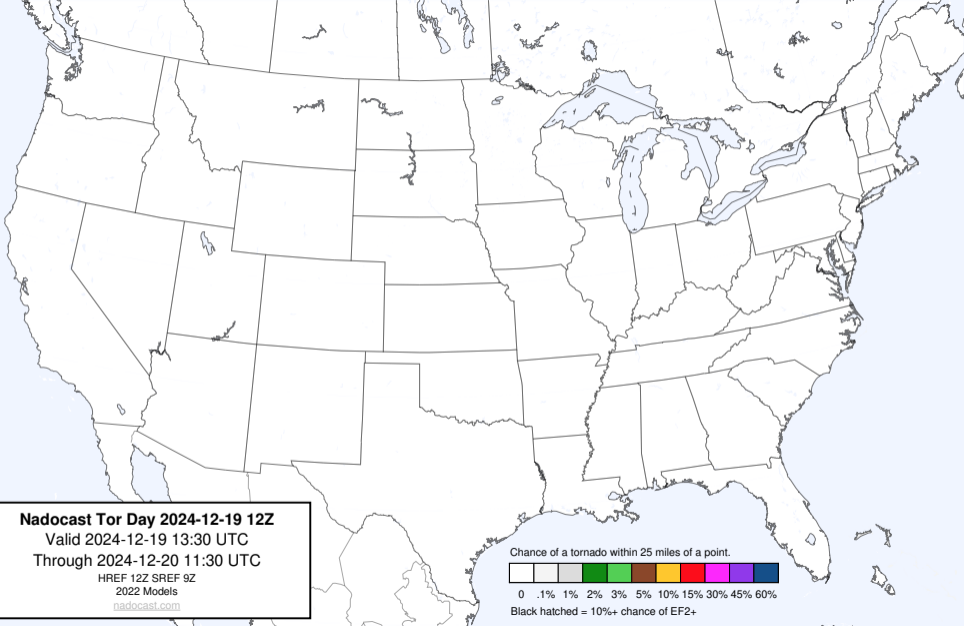 Nadocast Tor Day 2024-12-19 12Z
Valid 2024-12-19 13:30 UTC
Through 2024-12-20 11:30 UTC
HREF 12Z SREF 9Z
2022 Models
nadocast.com
Chance of a tornado within 25 miles of a point.
0 .1% 1% 2% 3% 5% 10% 15% 30% 45% 60%
Black hatched = 10%+ chance of EF2+